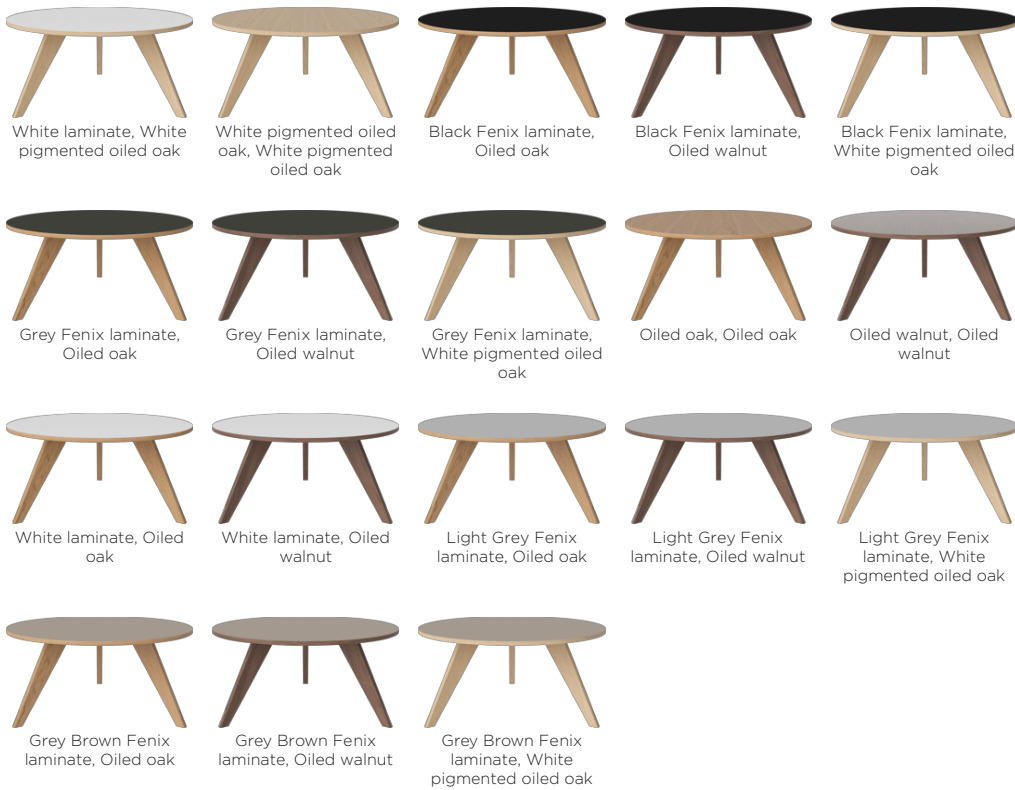 White laminate, White
pigmented oiled oak
White pigmented oiled
oak, White pigmented
oiled oak
Black Fenix laminate,
Oiled oak
Black Fenix laminate,
Oiled walnut
Black Fenix laminate,
White pigmented oiled
oak
Grey Fenix laminate,
Oiled oak
Grey Fenix laminate,
Oiled walnut
Grey Fenix laminate,
White pigmented oiled
oak
Oiled oak, Oiled oak
Oiled walnut, Oiled
walnut
White laminate, Oiled
oak
White laminate, Oiled
walnut
Light Grey Fenix
laminate, Oiled oak
Light Grey Fenix
laminate, Oiled walnut
Light Grey Fenix
laminate, White
pigmented oiled oak
Grey Brown Fenix
laminate, Oiled oak
Grey Brown Fenix
laminate, Oiled walnut
Grey Brown Fenix
laminate, White
pigmented oiled oak